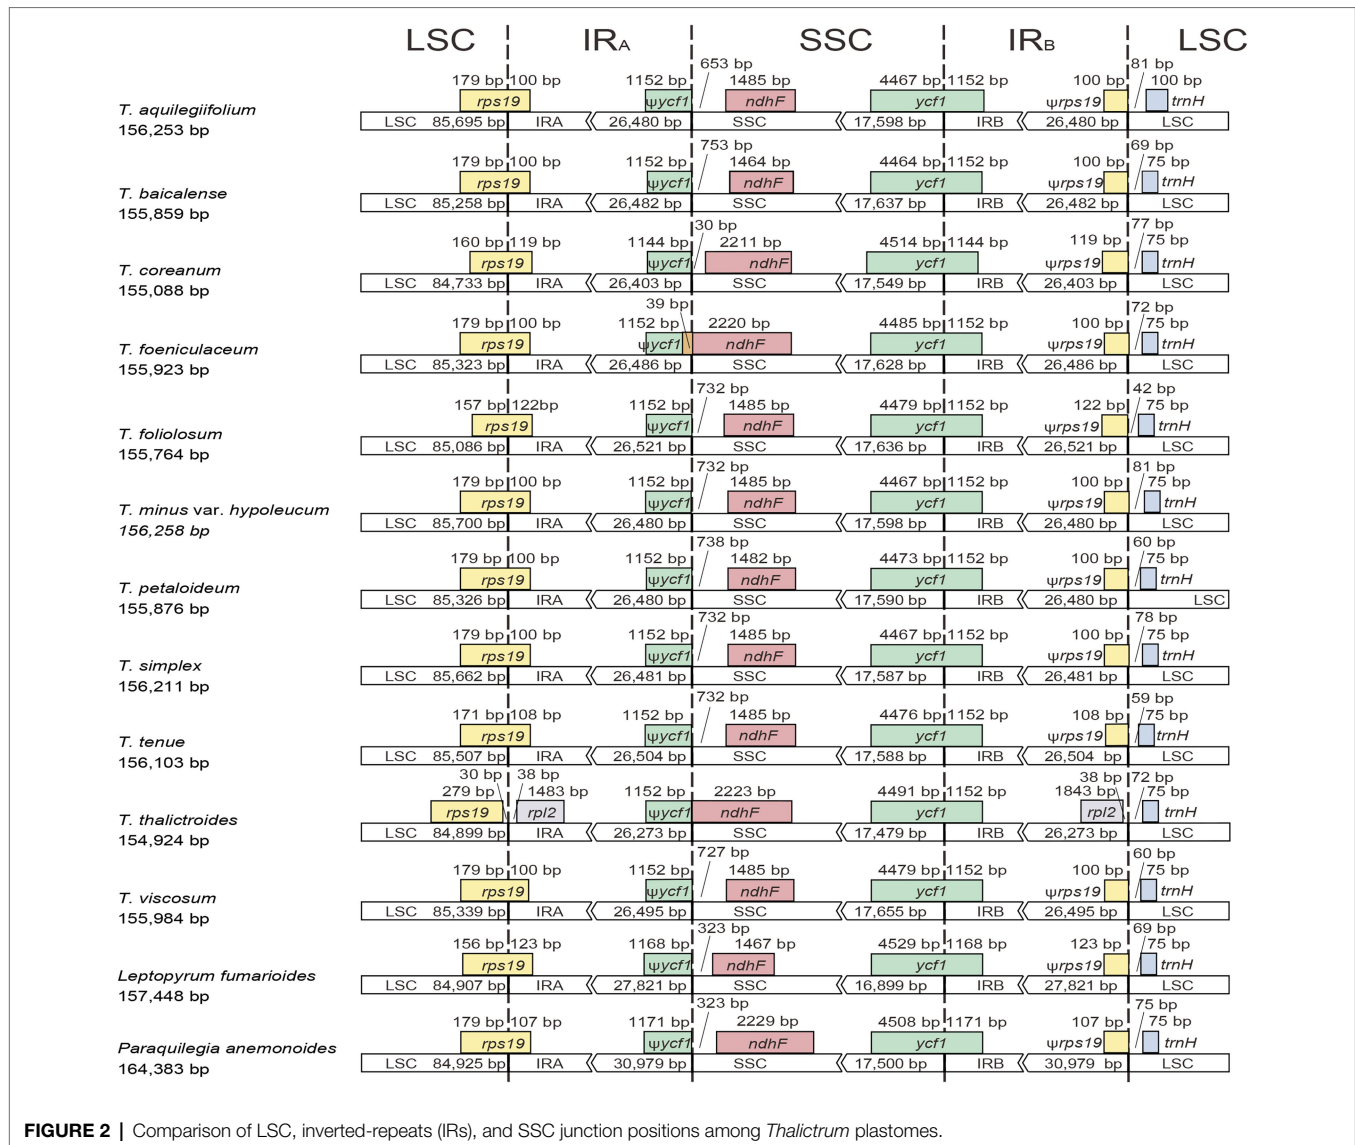 LSC IRA SSC IRB LSC
653 bp 81 bp
179 bp 100 bp 1152 bp 1485 bp 4467 bp 1152 bp 100 bp 100 bp
T. aquilegiifolium rps19 ψycf1 ndhF ycf1 ψrps19 trnH
156,253 bp LSC 85,695 bp IRA 26,480 bp SSC 17,598 bp IRB 26,480 bp LSC
753 bp 69 bp
179 bp 100 bp 1152 bp 1464 bp 4464 bp 1152 bp 100 bp 75 bp
T. baicalense rps19 ψycf1 ndhF ycf1 ψrps19 trnH
155,859 bp LSC 85,258 bp IRA 26,482 bp SSC 17,637 bp IRB 26,482 bp LSC
30 bp 77 bp
160 bp 119 bp 1144 bp 2211 bp 4514 bp 1144 bp 119 bp 75 bp
T. coreanum rps19 ψycf1 ndhF ycf1 ψrps19 trnH
155,088 bp LSC 84,733 bp IRA 26,403 bp SSC 17,549 bp IRB 26,403 bp LSC
39 bp 72 bp
179 bp 100 bp 1152 bp 2220 bp 4485 bp 1152 bp 100 bp 75 bp
T. foeniculaceum rps19 ψycf1 ndhF ycf1 ψrps19 trnH
155,923 bp LSC 85,323 bp IRA 26,486 bp SSC 17,628 bp IRB 26,486 bp LSC
732 bp 42 bp
157 bp 122bp 1152 bp 1485 bp 4479 bp 1152 bp 122 bp 75 bp
T. foliolosum rps19 ψycf1 ndhF ycf1 ψrps19 trnH
155,764 bp LSC 85,086 bp IRA 26,521 bp SSC 17,636 bp IRB 26,521 bp LSC
732 bp 81 bp
179 bp 100 bp 1152 bp 1485 bp 4467 bp 1152 bp 100 bp 75 bp
T. minus var. hypoleucum rps19 ψycf1 ndhF ycf1 ψrps19 trnH
156,258 bp LSC 85,700 bp IRA 26,480 bp SSC 17,598 bp IRB 26,480 bp LSC
738 bp 60 bp
179 bp 100 bp 1152 bp 1482 bp 4473 bp 1152 bp 100 bp 75 bp
T. petaloideum rps19 ψycf1 ndhF ycf1 ψrps19 trnH
155,876 bp LSC 85,326 bp IRA 26,480 bp SSC 17,590 bp IRB 26,480 bp LSC
732 bp 78 bp
179 bp 100 bp 1152 bp 1485 bp 4467 bp 1152 bp 100 bp 75 bp
T. simplex rps19 ψycf1 ndhF ycf1 ψrps19 trnH
156,211 bp LSC 85,662 bp IRA 26,481 bp SSC 17,587 bp IRB 26,481 bp LSC
732 bp 59 bp
171 bp 108 bp 1152 bp 1485 bp 4476 bp 1152 bp 108 bp 75 bp
T. tenue rps19 ψycf1 ndhF ycf1 ψrps19 trnH
156,103 bp LSC 85,507 bp IRA 26,504 bp SSC 17,588 bp IRB 26,504 bp LSC
30 bp 38 bp 38 bp 72 bp
279 bp 1483 bp 1152 bp 2223 bp 4491 bp 1152 bp 1843 bp 75 bp
T. thalictroides rps19 rpl2 ψycf1 ndhF ycf1 rpl2 trnH
154,924 bp LSC 84,899 bp IRA 26,273 bp SSC 17,479 bp IRB 26,273 bp LSC
727 bp 60 bp
179 bp 100 bp 1152 bp 1485 bp 4479 bp 1152 bp 100 bp 75 bp
T. viscosum rps19 ψycf1 ndhF ycf1 ψrps19 trnH
155,984 bp LSC 85,339 bp IRA 26,495 bp SSC 17,655 bp IRB 26,495 bp LSC
323 bp 69 bp
156 bp 123 bp 1168 bp 1467 bp 4529 bp 1168 bp 123 bp 75 bp
Leptopyrum fumarioides rps19 ψycf1 ndhF ycf1 ψrps19 trnH
157,448 bp LSC 84,907 bp IRA 27,821 bp SSC 16,899 bp IRB 27,821 bp LSC
323 bp 75 bp
179 bp 107 bp 1171 bp 2229 bp 4508 bp 1171 bp 107 bp 75 bp
Paraquilegia anemonoides rps19 ψycf1 ndhF ycf1 ψrps19 trnH
164,383 bp LSC 84,925 bp IRA 30,979 bp SSC 17,500 bp IRB 30,979 bp LSC
FIGURE 2 | Comparison of LSC, inverted-repeats (IRs), and SSC junction positions among Thalictrum plastomes.